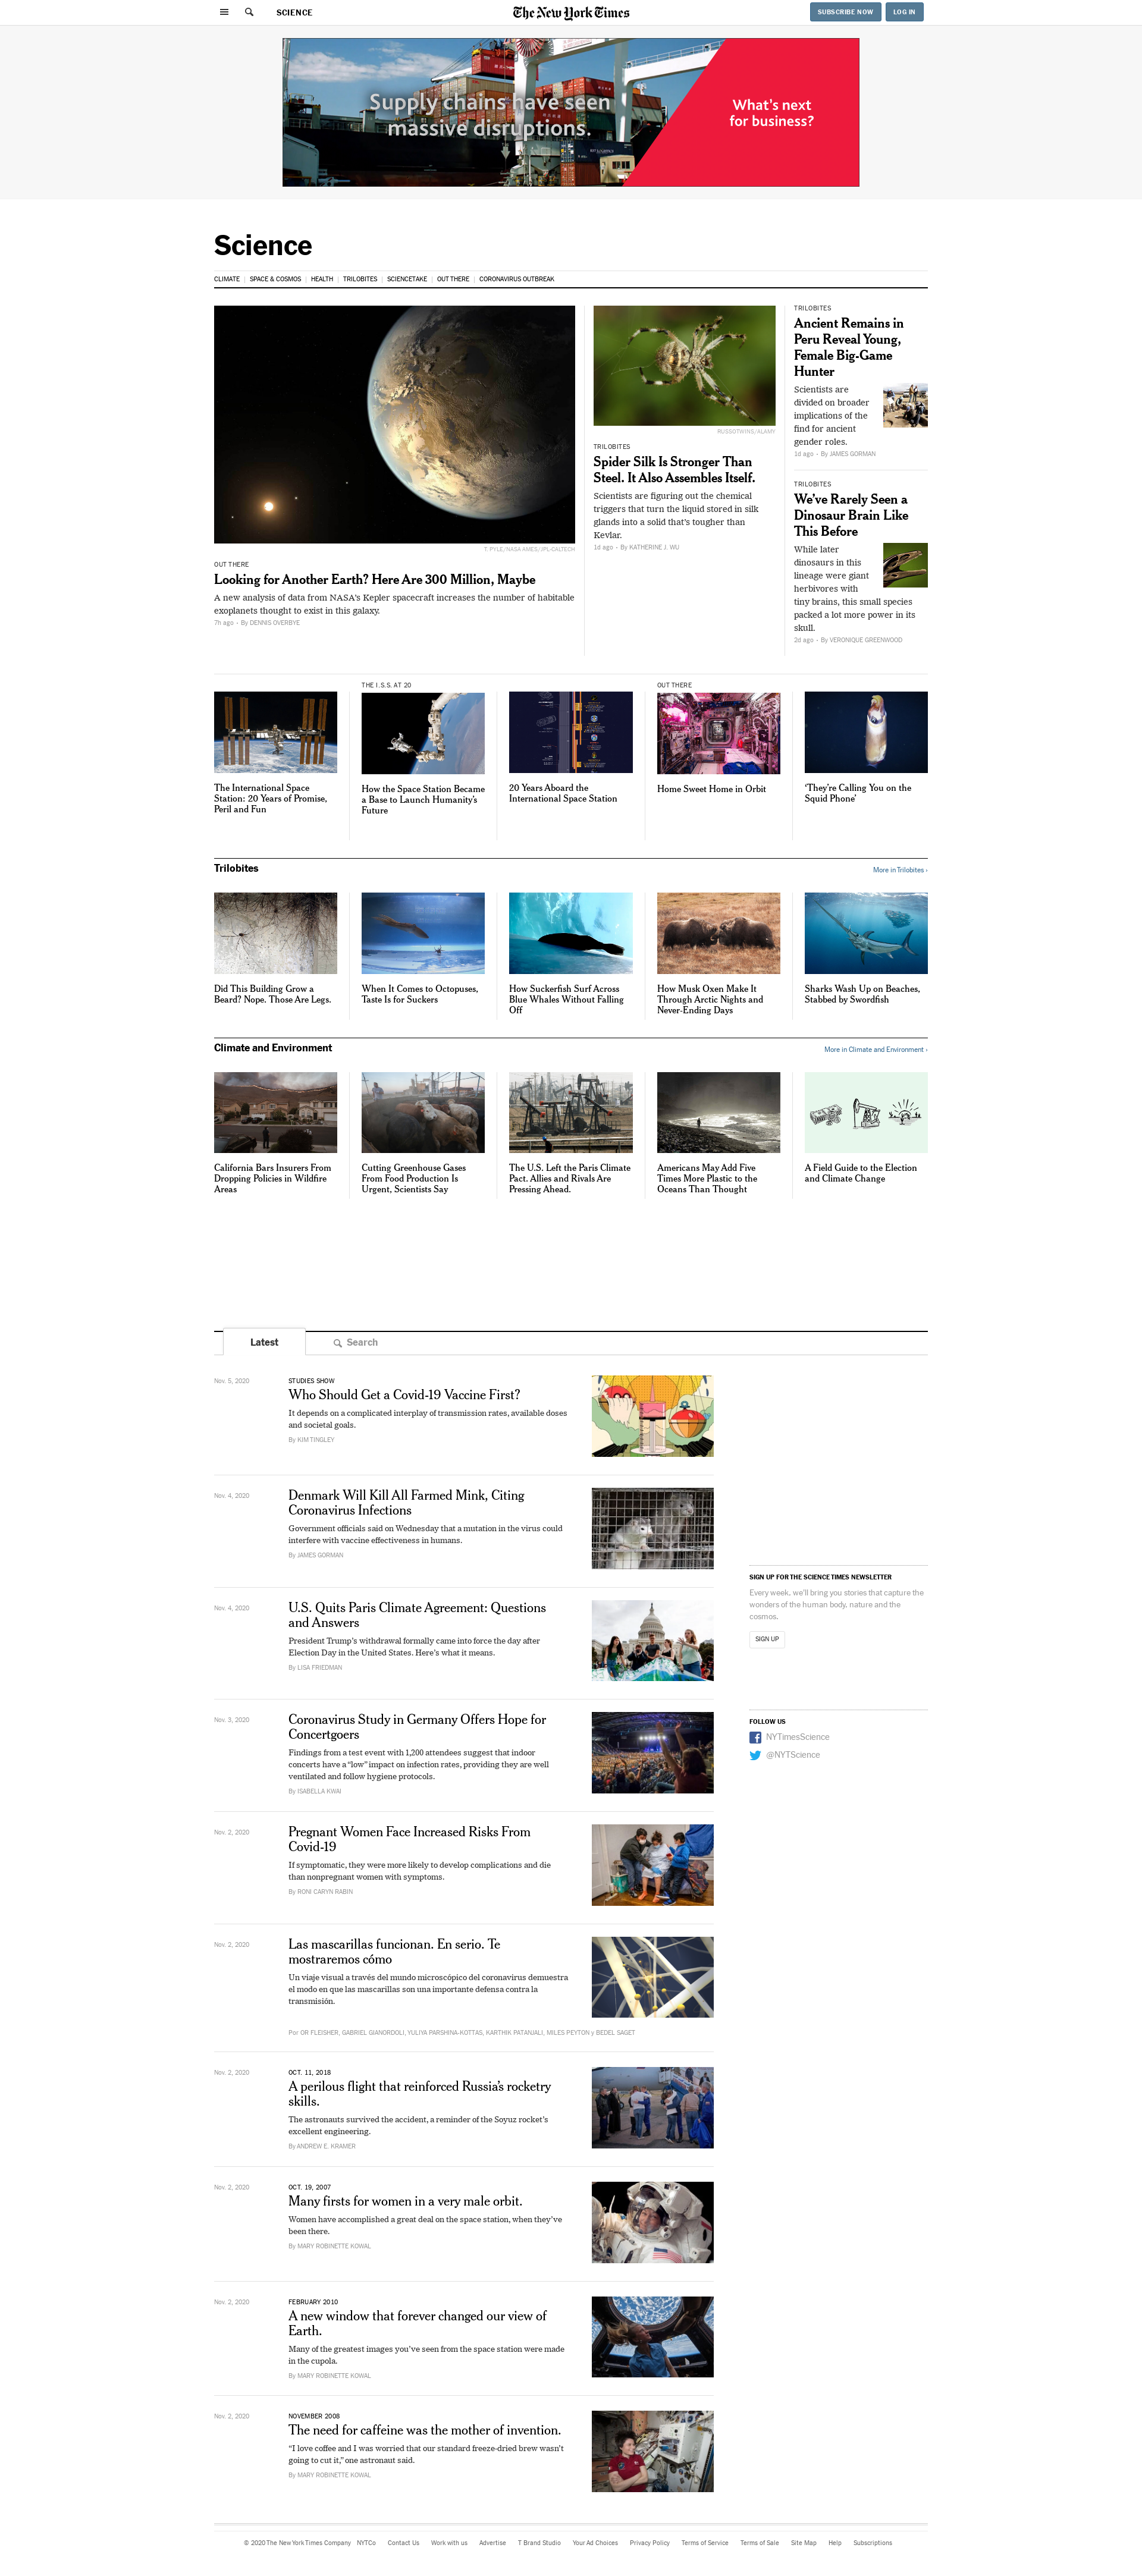 SCIENCE
The New York Times
SUBSCRIBE NOW
LOG IN
Supply chains have seen
massive disruptions.
What's next
for business?
Science
CLIMATE
SPACE & COSMOS
HEALTH
TRILOBITES
SCIENCETAKE
OUT THERE
CORONAVIRUS OUTBREAK
T. PYLE/NASA AMES/JPL-CALTECH
OUT THERE
Looking for Another Earth? Here Are 300 Million, Maybe
A new analysis of data from NASA's Kepler spacecraft increases the number of habitable
exoplanets thought to exist in this galaxy.
7h ago - By DENNIS OVERBYE
RUSSOTWINS/ALAMY
TRILOBITES
Spider Silk Is Stronger Than
Steel. It Also Assembles Itself.
Scientists are figuring out the chemical
triggers that turn the liquid stored in silk
glands into a solid that's tougher than
Kevlar.
1d ago - By KATHERINE J. WU
TRILOBITES
Ancient Remains in
Peru Reveal Young,
Female Big-Game
Hunter
Scientists are
divided on broader
implications of the
find for ancient
gender roles.
1d ago - By JAMES GORMAN
TRILOBITES
We've Rarely Seen a
Dinosaur Brain Like
This Before
While later
dinosaurs in this
lineage were giant
herbivores with
tiny brains, this small species
packed a lot more power in its
skull.
2d ago - By VERONIQUE GREENWOOD
The International Space
Station: 20 Years of Promise,
Peril and Fun
THE I.S.S. AT 20
How the Space Station Became
a Base to Launch Humanity's
Future
20 Years Aboard the
International Space Station
OUT THERE
Home Sweet Home in Orbit
'They're Calling You on the
Squid Phone'
Trilobites
More in Trilobites ›
Did This Building Grow a
Beard? Nope. Those Are Legs.
When It Comes to Octopuses,
Taste Is for Suckers
How Suckerfish Surf Across
Blue Whales Without Falling
Off
How Musk Oxen Make It
Through Arctic Nights and
Never-Ending Days
Sharks Wash Up on Beaches,
Stabbed by Swordfish
Climate and Environment
More in Climate and Environment ›
California Bars Insurers From
Dropping Policies in Wildfire
Areas
Cutting Greenhouse Gases
From Food Production Is
Urgent, Scientists Say
The U.S. Left the Paris Climate
Pact. Allies and Rivals Are
Pressing Ahead.
Americans May Add Five
Times More Plastic to the
Oceans Than Thought
A Field Guide to the Election
and Climate Change
Latest
Search
Nov. 5, 2020
STUDIES SHOW
Who Should Get a Covid-19 Vaccine First?
It depends on a complicated interplay of transmission rates, available doses
and societal goals.
By KIM TINGLEY
Nov. 4, 2020
Denmark Will Kill All Farmed Mink, Citing
Coronavirus Infections
Government officials said on Wednesday that a mutation in the virus could
interfere with vaccine effectiveness in humans.
By JAMES GORMAN
Nov. 4, 2020
U.S. Quits Paris Climate Agreement: Questions
and Answers
President Trump's withdrawal formally came into force the day after
Election Day in the United States. Here's what it means.
By LISA FRIEDMAN
Nov. 3, 2020
Coronavirus Study in Germany Offers Hope for
Concertgoers
Findings from a test event with 1,200 attendees suggest that indoor
concerts have a "low" impact on infection rates, providing they are well
ventilated and follow hygiene protocols.
By ISABELLA KWAI
Nov. 2, 2020
Pregnant Women Face Increased Risks From
Covid-19
If symptomatic, they were more likely to develop complications and die
than nonpregnant women with symptoms.
By RONI CARYN RABIN
Nov. 2, 2020
Las mascarillas funcionan. En serio. Te
mostraremos cómo
Un viaje visual a través del mundo microscópico del coronavirus demuestra
el modo en que las mascarillas son una importante defensa contra la
transmisión.
Por OR FLEISHER, GABRIEL GIANORDOLI, YULIYA PARSHINA-KOTTAS, KARTHIK PATANJALI, MILES PEYTON y BEDEL SAGET
Nov. 2, 2020
OCT. 11, 2018
A perilous flight that reinforced Russia's rocketry
skills.
The astronauts survived the accident, a reminder of the Soyuz rocket's
excellent engineering.
By ANDREW E. KRAMER
Nov. 2, 2020
OCT. 19, 2007
Many firsts for women in a very male orbit.
Women have accomplished a great deal on the space station, when they've
been there.
By MARY ROBINETTE KOWAL
Nov. 2, 2020
FEBRUARY 2010
A new window that forever changed our view of
Earth.
Many of the greatest images you've seen from the space station were made
in the cupola.
By MARY ROBINETTE KOWAL
Nov. 2, 2020
NOVEMBER 2008
The need for caffeine was the mother of invention.
"I love coffee and I was worried that our standard freeze-dried brew wasn't
going to cut it," one astronaut said.
By MARY ROBINETTE KOWAL
SIGN UP FOR THE SCIENCE TIMES NEWSLETTER
Every week, we'll bring you stories that capture the
wonders of the human body, nature and the
cosmos.
SIGN UP
FOLLOW US
NYTimesScience
@NYTScience
© 2020 The New York Times Company
NYTCo
Contact Us
Work with us
Advertise
T Brand Studio
Your Ad Choices
Privacy Policy
Terms of Service
Terms of Sale
Site Map
Help
Subscriptions